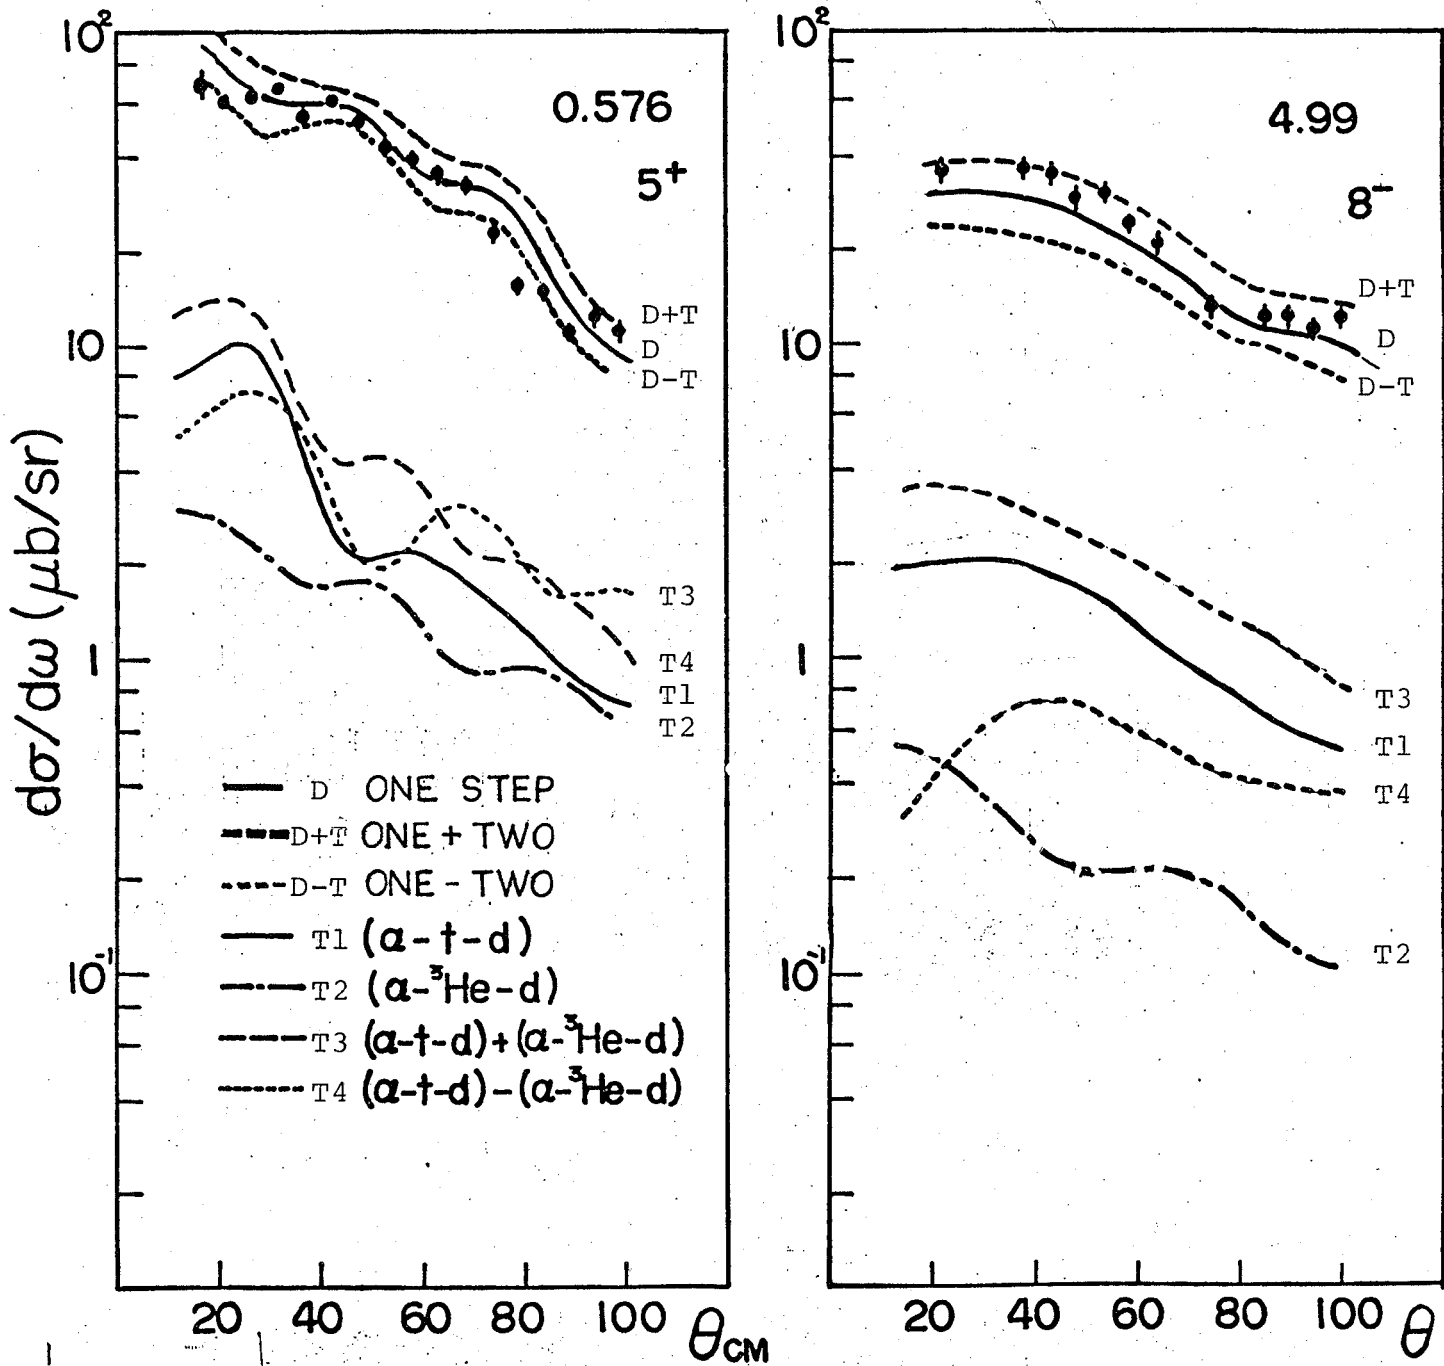 dσ/dω (μb/sr)
10²
10
1
10⁻¹
0.576
5⁺
D+T
D
D-T
T3
T4
T1
T2
D ONE STEP
D+T ONE + TWO
D-T ONE - TWO
T1 (α-t-d)
T2 (α-³He-d)
T3 (α-t-d)+(α-³He-d)
T4 (α-t-d)-(α-³He-d)
20 40 60 80 100 θCM
10²
10
1
10⁻¹
4.99
8⁻
D+T
D
D-T
T3
T1
T4
T2
20 40 60 80 100 θ